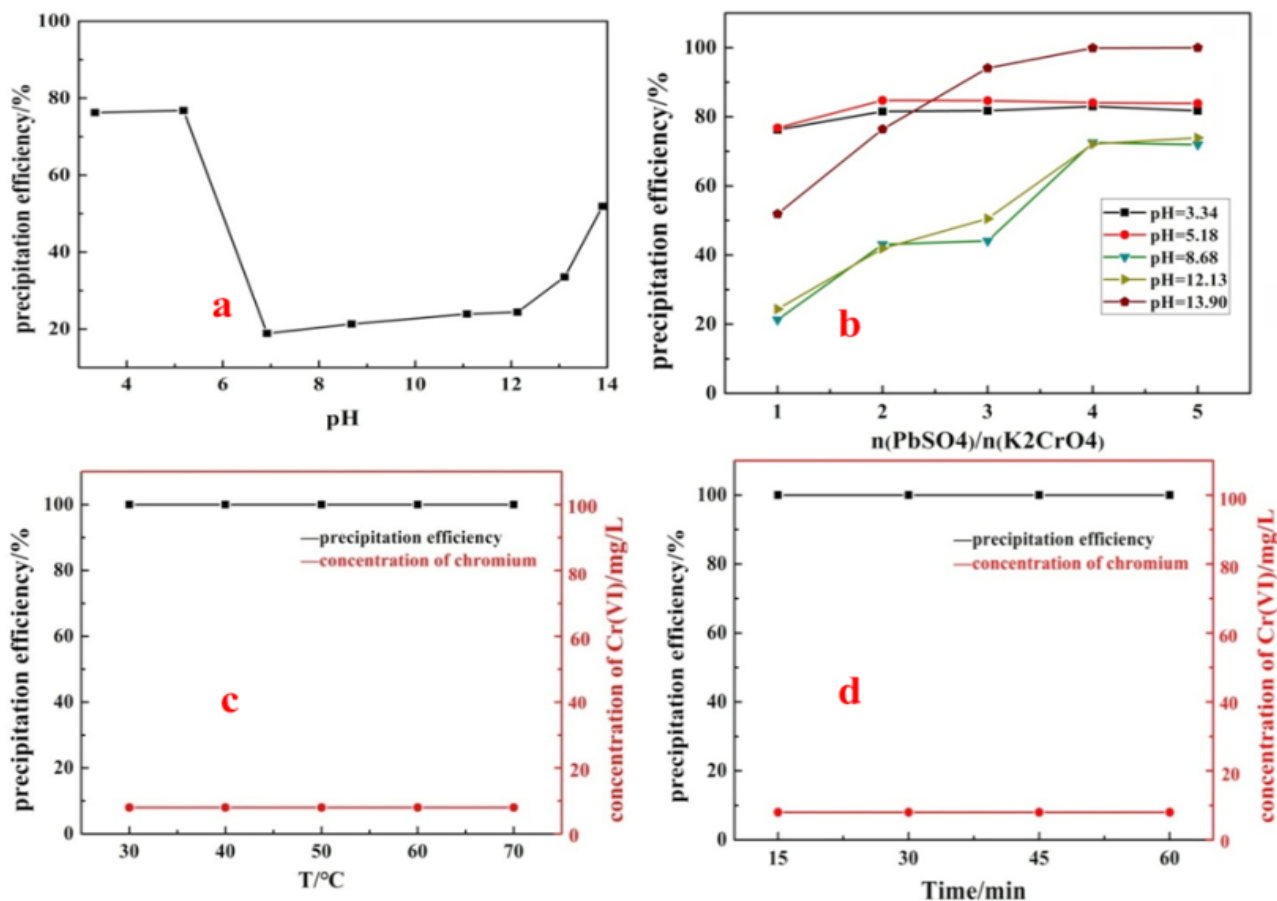 precipitation efficiency/%
100
80
60
40
20
a
4
6
8
10
12
14
pH
precipitation efficiency/%
100
80
60
40
20
0
pH=3.34
pH=5.18
pH=8.68
pH=12.13
pH=13.90
b
1
2
3
4
5
n(PbSO4)/n(K2CrO4)
precipitation efficiency/%
100
80
60
40
20
0
precipitation efficiency
concentration of chromium
c
30
40
50
60
70
T/°C
100
80
60
40
20
0
concentration of Cr(VI)/mg/L
precipitation efficiency/%
100
80
60
40
20
0
precipitation efficiency
concentration of chromium
d
15
30
45
60
Time/min
100
80
60
40
20
0
concentration of Cr(VI)/mg/L